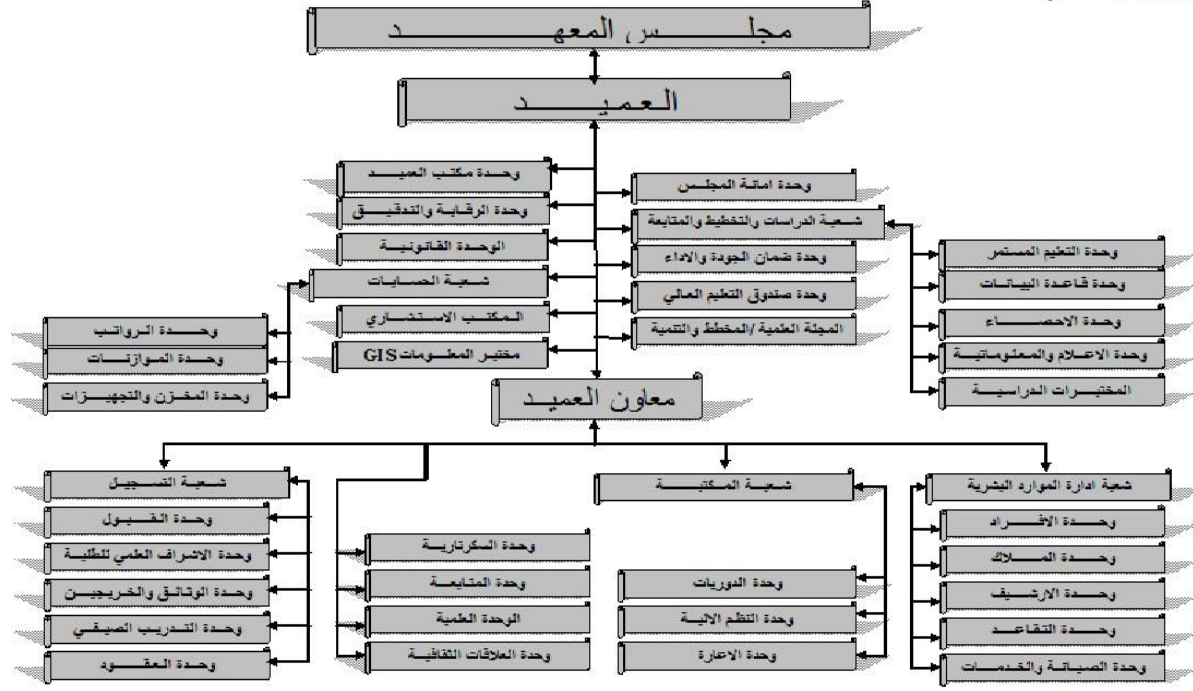 مجلس المعهد
العميد
وحدة مكتب العميد
وحدة امانة المجلس
وحدة الرقابة والتدقيق
شعبة الدراسات والتخطيط والمتابعة
الوحدة القانونية
وحدة ضمان الجودة والاداء
وحدة التعليم المستمر
شعبة الحسابات
وحدة صندوق التعليم العالي
وحدة قاعدة البيانات
وحدة الرواتب
المكتب الاستشاري
المجلة العلمية /المخطط والتنمية
وحدة الاحصاء
وحدة الموازنات
مختبر المعلومات GIS
وحدة الاعلام والمعلوماتية
وحدة المخزن والتجهيزات
معاون العميد
المختبرات الدراسية
شعبة التسجيل
شعبة المكتبة
شعبة ادارة الموارد البشرية
وحدة القبول
وحدة الافراد
وحدة الاشراف العلمي للطلبة
وحدة السكرتارية
وحدة الملاك
وحدة الوثائق والخريجين
وحدة المتابعة
وحدة الدوريات
وحدة الارشيف
وحدة التدريب الصيفي
الوحدة العلمية
وحدة النظم الالية
وحدة التقاعد
وحدة العقود
وحدة العلاقات الثقافية
وحدة الاعارة
وحدة الصيانة والخدمات